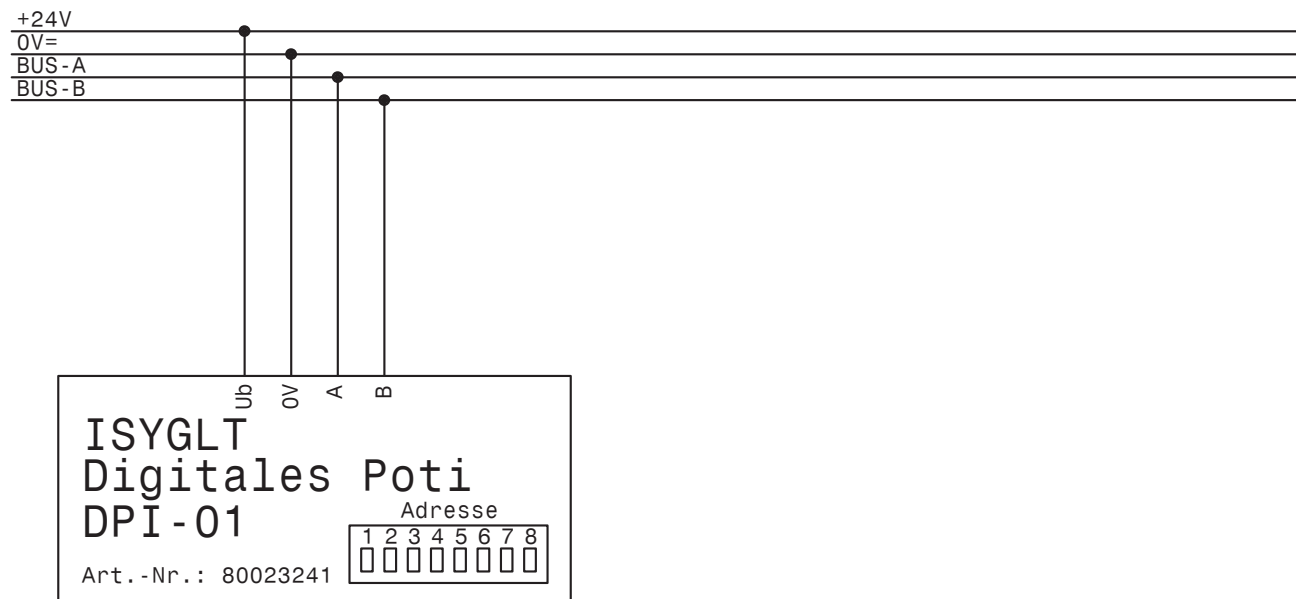 +24V
0V=
BUS-A
BUS-B
Ub 0V A B
ISYGLT
Digitales Poti
DPI-01
Adresse
1 2 3 4 5 6 7 8
Art.-Nr.: 80023241